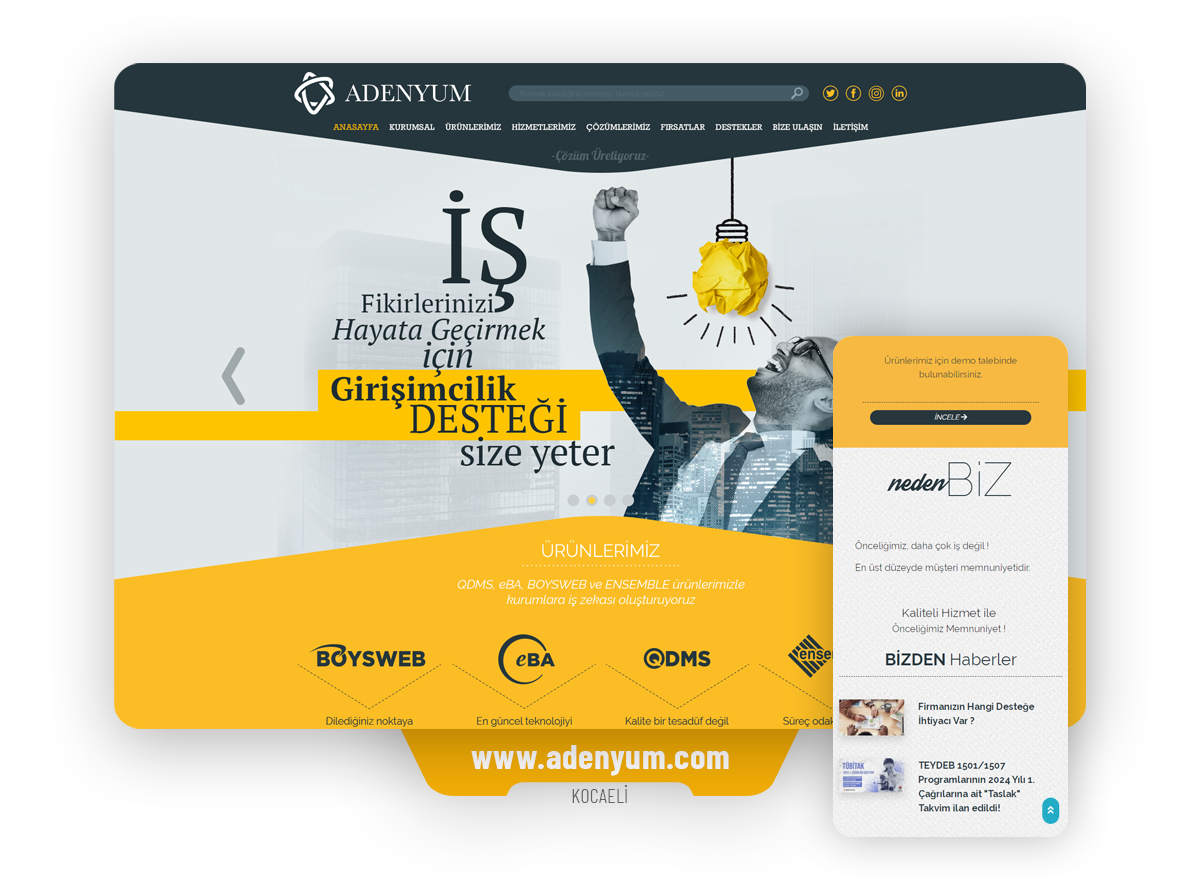 ADENYUM
ANASAYFA KURUMSAL ÜRÜNLERİMİZ HİZMETLERİMİZ ÇÖZÜMLERİMİZ FIRSATLAR DESTEKLER BİZE ULAŞIN İLETİŞİM
-Çözüm Üretiyoruz-
İŞ
Fikirlerinizi
Hayata Geçirmek
için
Girişimcilik
DESTEĞİ
size yeter
ÜRÜNLERİMİZ
QDMS, eBA, BOYSWEB ve ENSEMBLE ürünlerimizle
kurumlara iş zekası oluşturuyoruz
BOYSWEB
eBA
QDMS
Dilediğiniz noktaya
En güncel teknolojiyi
Kalite bir tesadüf değil
Süreç odak
www.adenyum.com
KOCAELİ
Ürünlerimiz için demo talebinde
bulunabilirsiniz.
İNCELE
neden BİZ
Önceliğimiz, daha çok iş değil !
En üst düzeyde müşteri memnuniyetidir.
Kaliteli Hizmet ile
Önceliğimiz Memnuniyet !
BİZDEN Haberler
Firmanızın Hangi Desteğe
İhtiyacı Var ?
TÜBİTAK
TEYDEB 1501/1507
Programlarının 2024 Yılı 1.
Çağrılarına ait "Taslak"
Takvim ilan edildi!